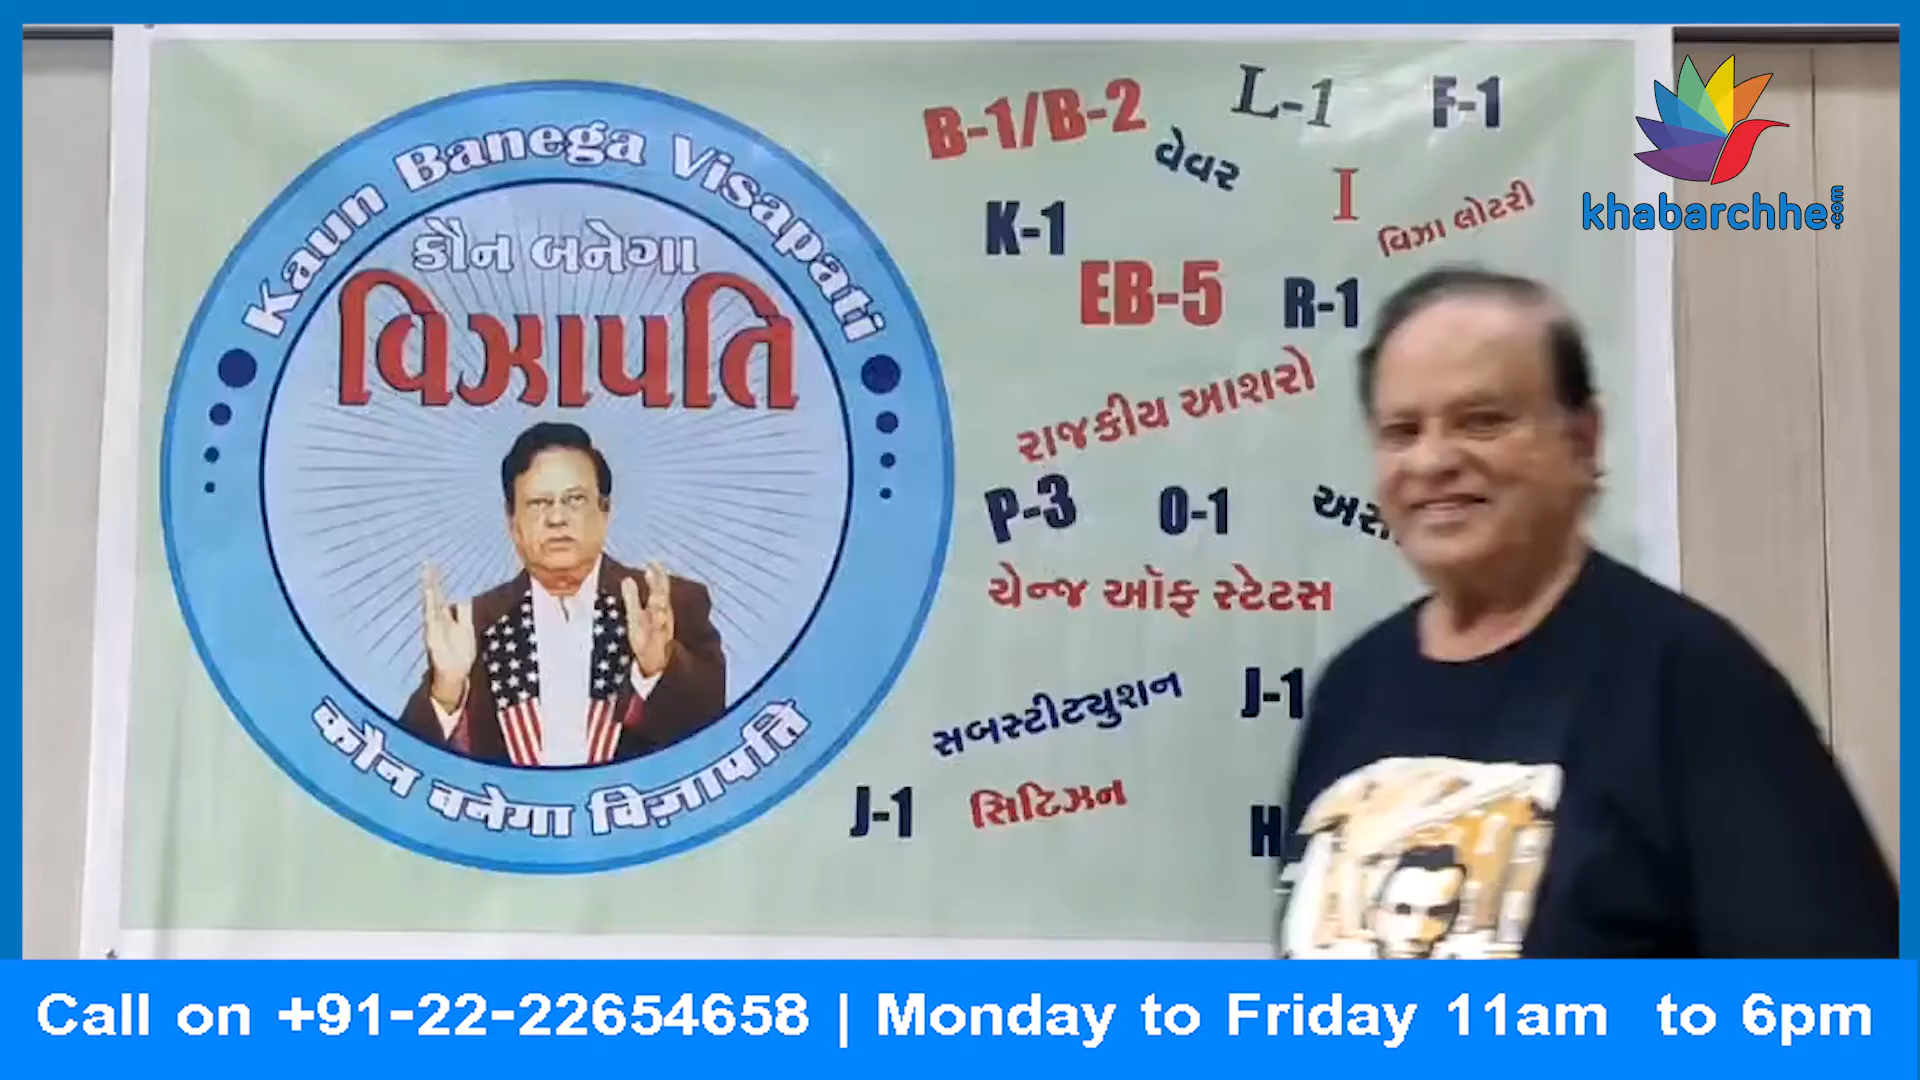 Kaun Banega Visapati
કૌન બનેગા
વિઝાપતિ
कौन बनेगा विज़ापति
B-1/B-2
L-1
F-1
વેવર
I
K-1
વિઝા લોટરી
EB-5
R-1
રાજકીય આશરો
P-3
O-1
ચેન્જ ઑફ સ્ટેટસ
સબસ્ટીટ્યુશન
J-1
J-1
સિટિઝન
H
khabarchhe.com
Call on +91-22-22654658 | Monday to Friday 11am to 6pm